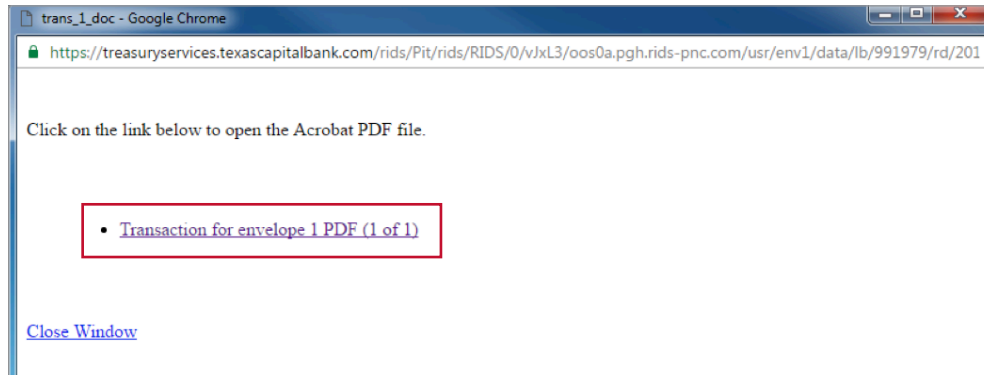 trans_1_doc - Google Chrome
https://treasuryservices.texascapitalbank.com/rids/Pit/rids/RIDS/0/vJxL3/oos0a.pgh.rids-pnc.com/usr/env1/data/lb/991979/rd/201
Click on the link below to open the Acrobat PDF file.
• Transaction for envelope 1 PDF (1 of 1)
Close Window